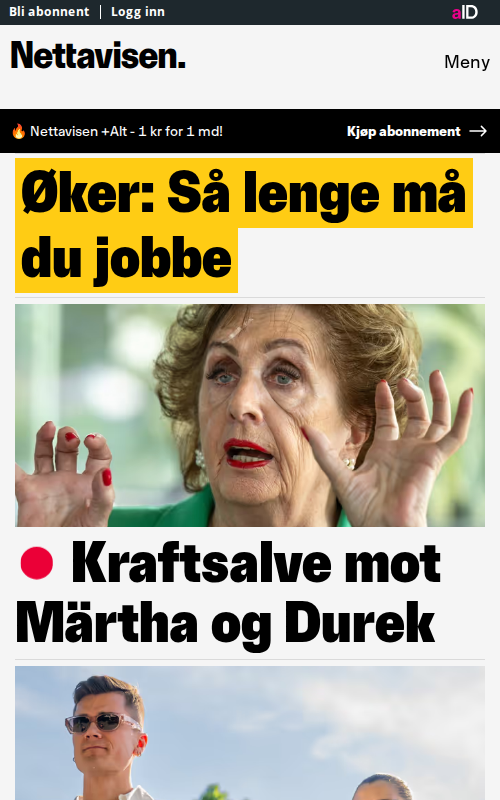 Bli abonnent | Logg inn
aID
Nettavisen.
Meny
🔥 Nettavisen +Alt - 1 kr for 1 md!
Kjøp abonnement →
Øker: Så lenge må
du jobbe
Kraftsalve mot
Märtha og Durek